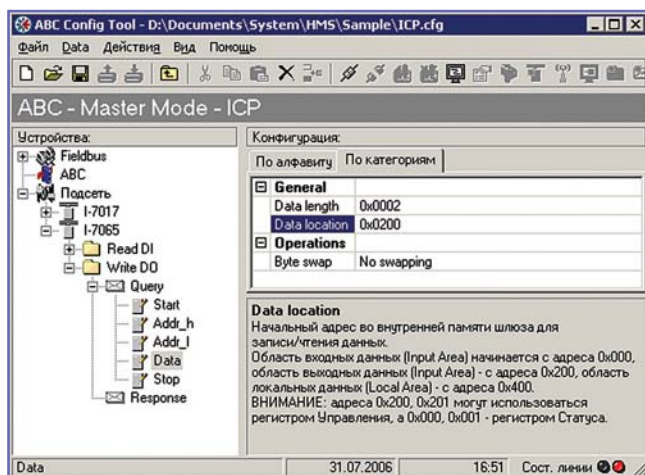 ABC Config Tool - D:\Documents\System\HMS\Sample\ICP.cfg
Файл Data Действия Вид Помощь
ABC - Master Mode - ICP
Устройства:
Fieldbus
ABC
Подсеть
I-7017
I-7065
Read DI
Write DO
Query
Start
Addr_h
Addr_l
Data
Stop
Response
Конфигурация:
По алфавиту По категориям
General
Data length 0x0002
Data location 0x0200
Operations
Byte swap No swapping
Data location
Начальный адрес во внутренней памяти шлюза для
записи/чтения данных.
Область входных данных (Input Area) начинается с адреса 0x000,
область выходных данных (Input Area) - с адреса 0x200, область
локальных данных (Local Area) - с адреса 0x400.
ВНИМАНИЕ: адреса 0x200, 0x201 могут использоваться
регистром Управления, а 0x000, 0x001 - регистром Статуса.
Data 31.07.2006 16:51 Сост. линии